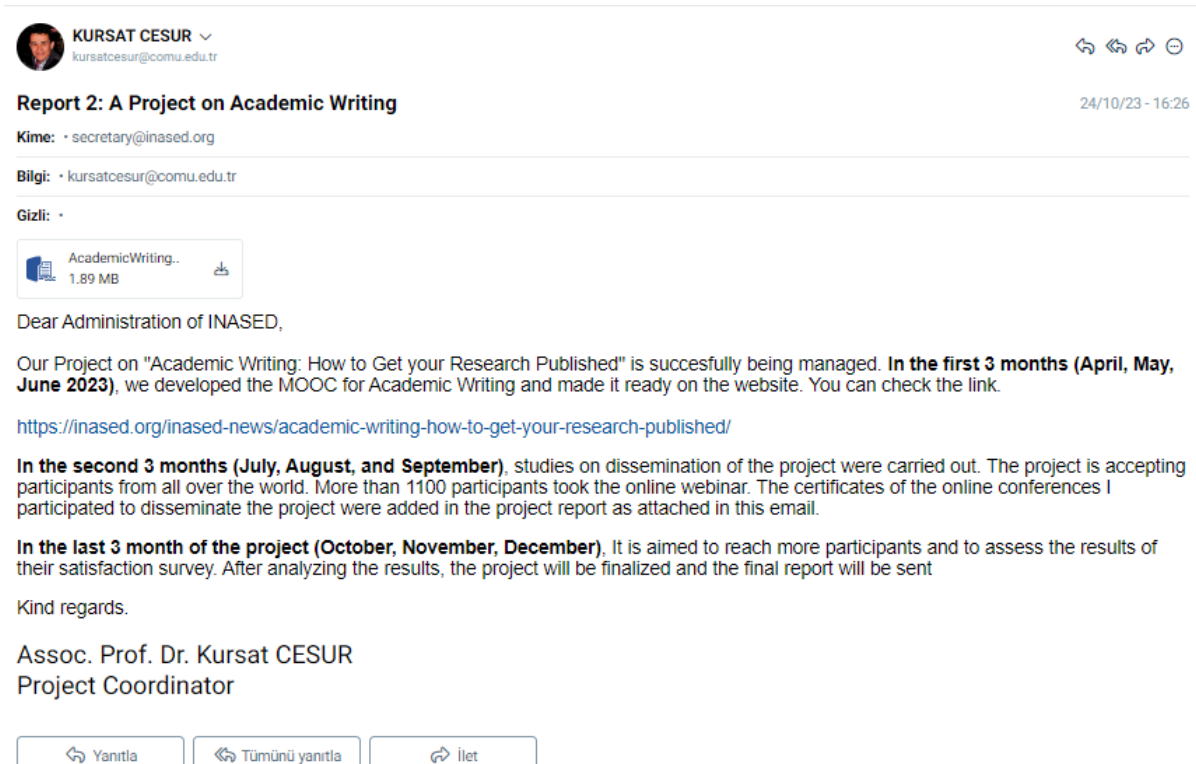 KURSAT CESUR
kursatcesur@comu.edu.tr
Report 2: A Project on Academic Writing
24/10/23 - 16:26
Kime: • secretary@inased.org
Bilgi: • kursatcesur@comu.edu.tr
Gizli: •
AcademicWriting..
1.89 MB
Dear Administration of INASED,
Our Project on "Academic Writing: How to Get your Research Published" is succesfully being managed. In the first 3 months (April, May,
June 2023), we developed the MOOC for Academic Writing and made it ready on the website. You can check the link.
https://inased.org/inased-news/academic-writing-how-to-get-your-research-published/
In the second 3 months (July, August, and September), studies on dissemination of the project were carried out. The project is accepting
participants from all over the world. More than 1100 participants took the online webinar. The certificates of the online conferences I
participated to disseminate the project were added in the project report as attached in this email.
In the last 3 month of the project (October, November, December), It is aimed to reach more participants and to assess the results of
their satisfaction survey. After analyzing the results, the project will be finalized and the final report will be sent
Kind regards.
Assoc. Prof. Dr. Kursat CESUR
Project Coordinator
Yanıtla
Tümünü yanıtla
İlet